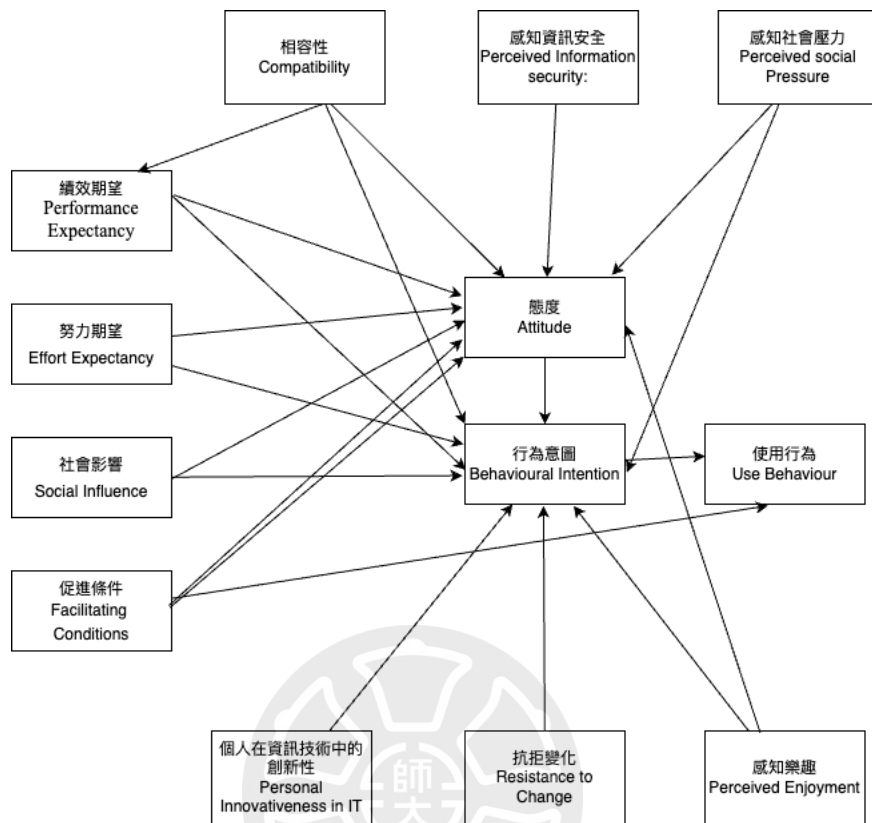 相容性
Compatibility
感知資訊安全
Perceived Information
security:
感知社會壓力
Perceived social
Pressure
績效期望
Performance
Expectancy
態度
Attitude
努力期望
Effort Expectancy
行為意圖
Behavioural Intention
使用行為
Use Behaviour
社會影響
Social Influence
促進條件
Facilitating
Conditions
個人在資訊技術中的
創新性
Personal
Innovativeness in IT
抗拒變化
Resistance to
Change
感知樂趣
Perceived Enjoyment
師
大